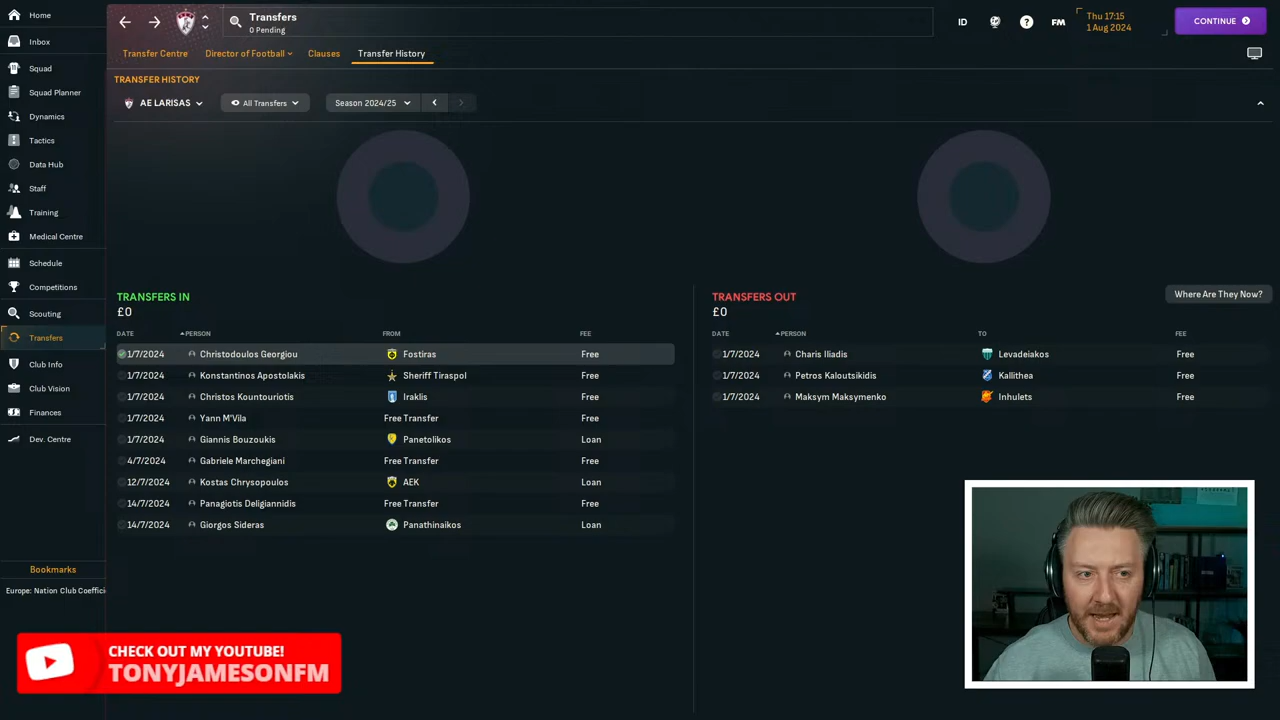 Home
Transfers
0 Pending
ID
FM
Thu 17:15
1 Aug 2024
CONTINUE
Inbox
Transfer Centre
Director of Football
Clauses
Transfer History
Squad
TRANSFER HISTORY
Squad Planner
AE LARISAS
All Transfers
Season 2024/25
Dynamics
Tactics
Data Hub
Staff
Training
Medical Centre
Schedule
Competitions
Scouting
Transfers
Club Info
Club Vision
Finances
Dev. Centre
Bookmarks
Europe: Nation Club Coeffici
TRANSFERS IN
£0
DATE PERSON FROM FEE
1/7/2024 Christodoulos Georgiou Fostiras Free
1/7/2024 Konstantinos Apostolakis Sheriff Tiraspol Free
1/7/2024 Christos Kountouriotis Iraklis Free
1/7/2024 Yann M'Vila Free Transfer Free
1/7/2024 Giannis Bouzoukis Panetolikos Loan
4/7/2024 Gabriele Marchegiani Free Transfer Free
12/7/2024 Kostas Chrysopoulos AEK Loan
14/7/2024 Panagiotis Deligiannidis Free Transfer Free
14/7/2024 Giorgos Sideras Panathinaikos Loan
TRANSFERS OUT
£0
Where Are They Now?
DATE PERSON TO FEE
1/7/2024 Charis Iliadis Levadeiakos Free
1/7/2024 Petros Kaloutsikidis Kallithea Free
1/7/2024 Maksym Maksymenko Inhulets Free
CHECK OUT MY YOUTUBE!
TONYJAMESONFM